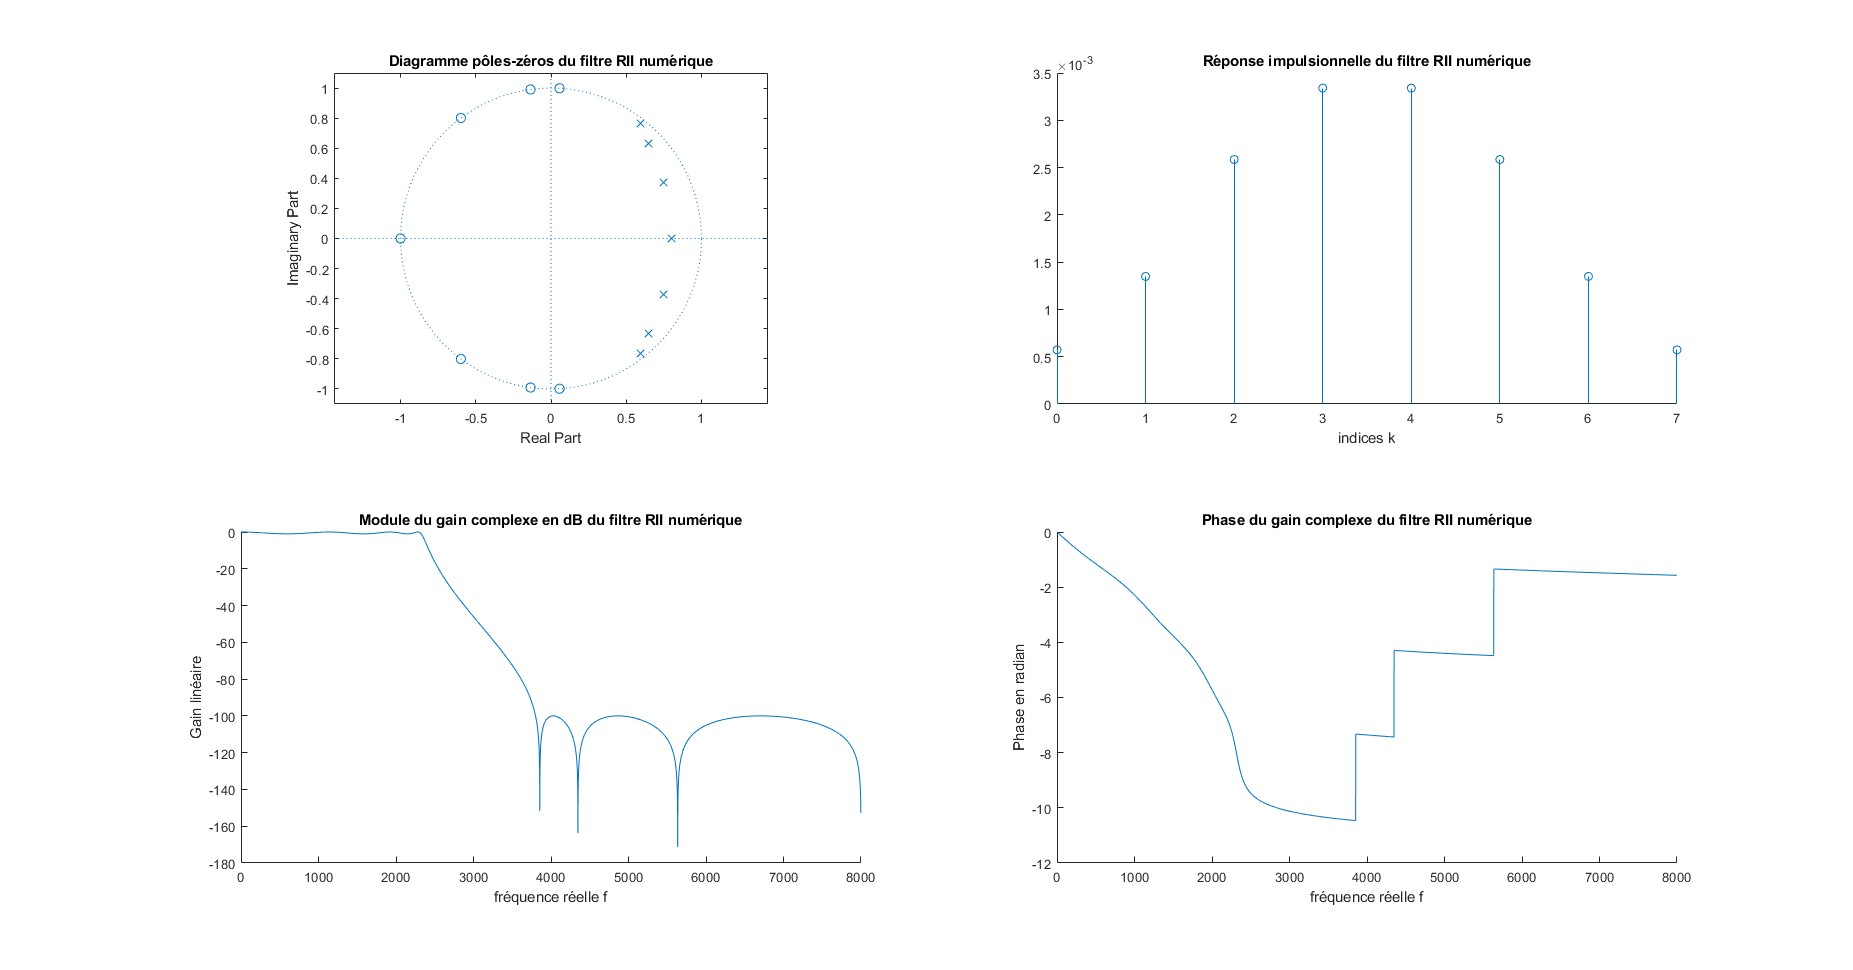 Diagramme pôles-zéros du filtre RII numérique
1
0.8
0.6
0.4
0.2
0
-0.2
-0.4
-0.6
-0.8
-1
Imaginary Part
-1 -0.5 0 0.5 1
Real Part
Réponse impulsionnelle du filtre RII numérique
×10-3
3.5
3
2.5
2
1.5
1
0.5
0
0 1 2 3 4 5 6 7
indices k
Module du gain complexe en dB du filtre RII numérique
0
-20
-40
-60
-80
-100
-120
-140
-160
-180
Gain linéaire
0 1000 2000 3000 4000 5000 6000 7000 8000
fréquence réelle f
Phase du gain complexe du filtre RII numérique
0
-2
-4
-6
-8
-10
-12
Phase en radian
0 1000 2000 3000 4000 5000 6000 7000 8000
fréquence réelle f